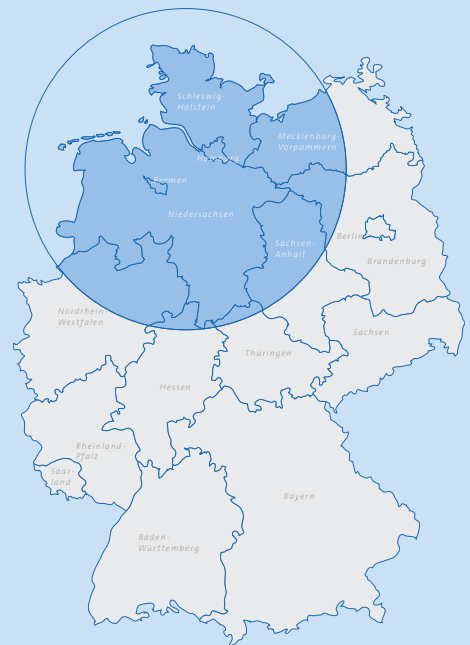 Schleswig-
Holstein
Mecklenburg-
Vorpommern
Hamburg
Bremen
Niedersachsen
Sachsen-
Anhalt
Berlin
Brandenburg
Nordrhein-
Westfalen
Sachsen
Thüringen
Hessen
Rheinland-
Pfalz
Saar-
land
Bayern
Baden-
Württemberg